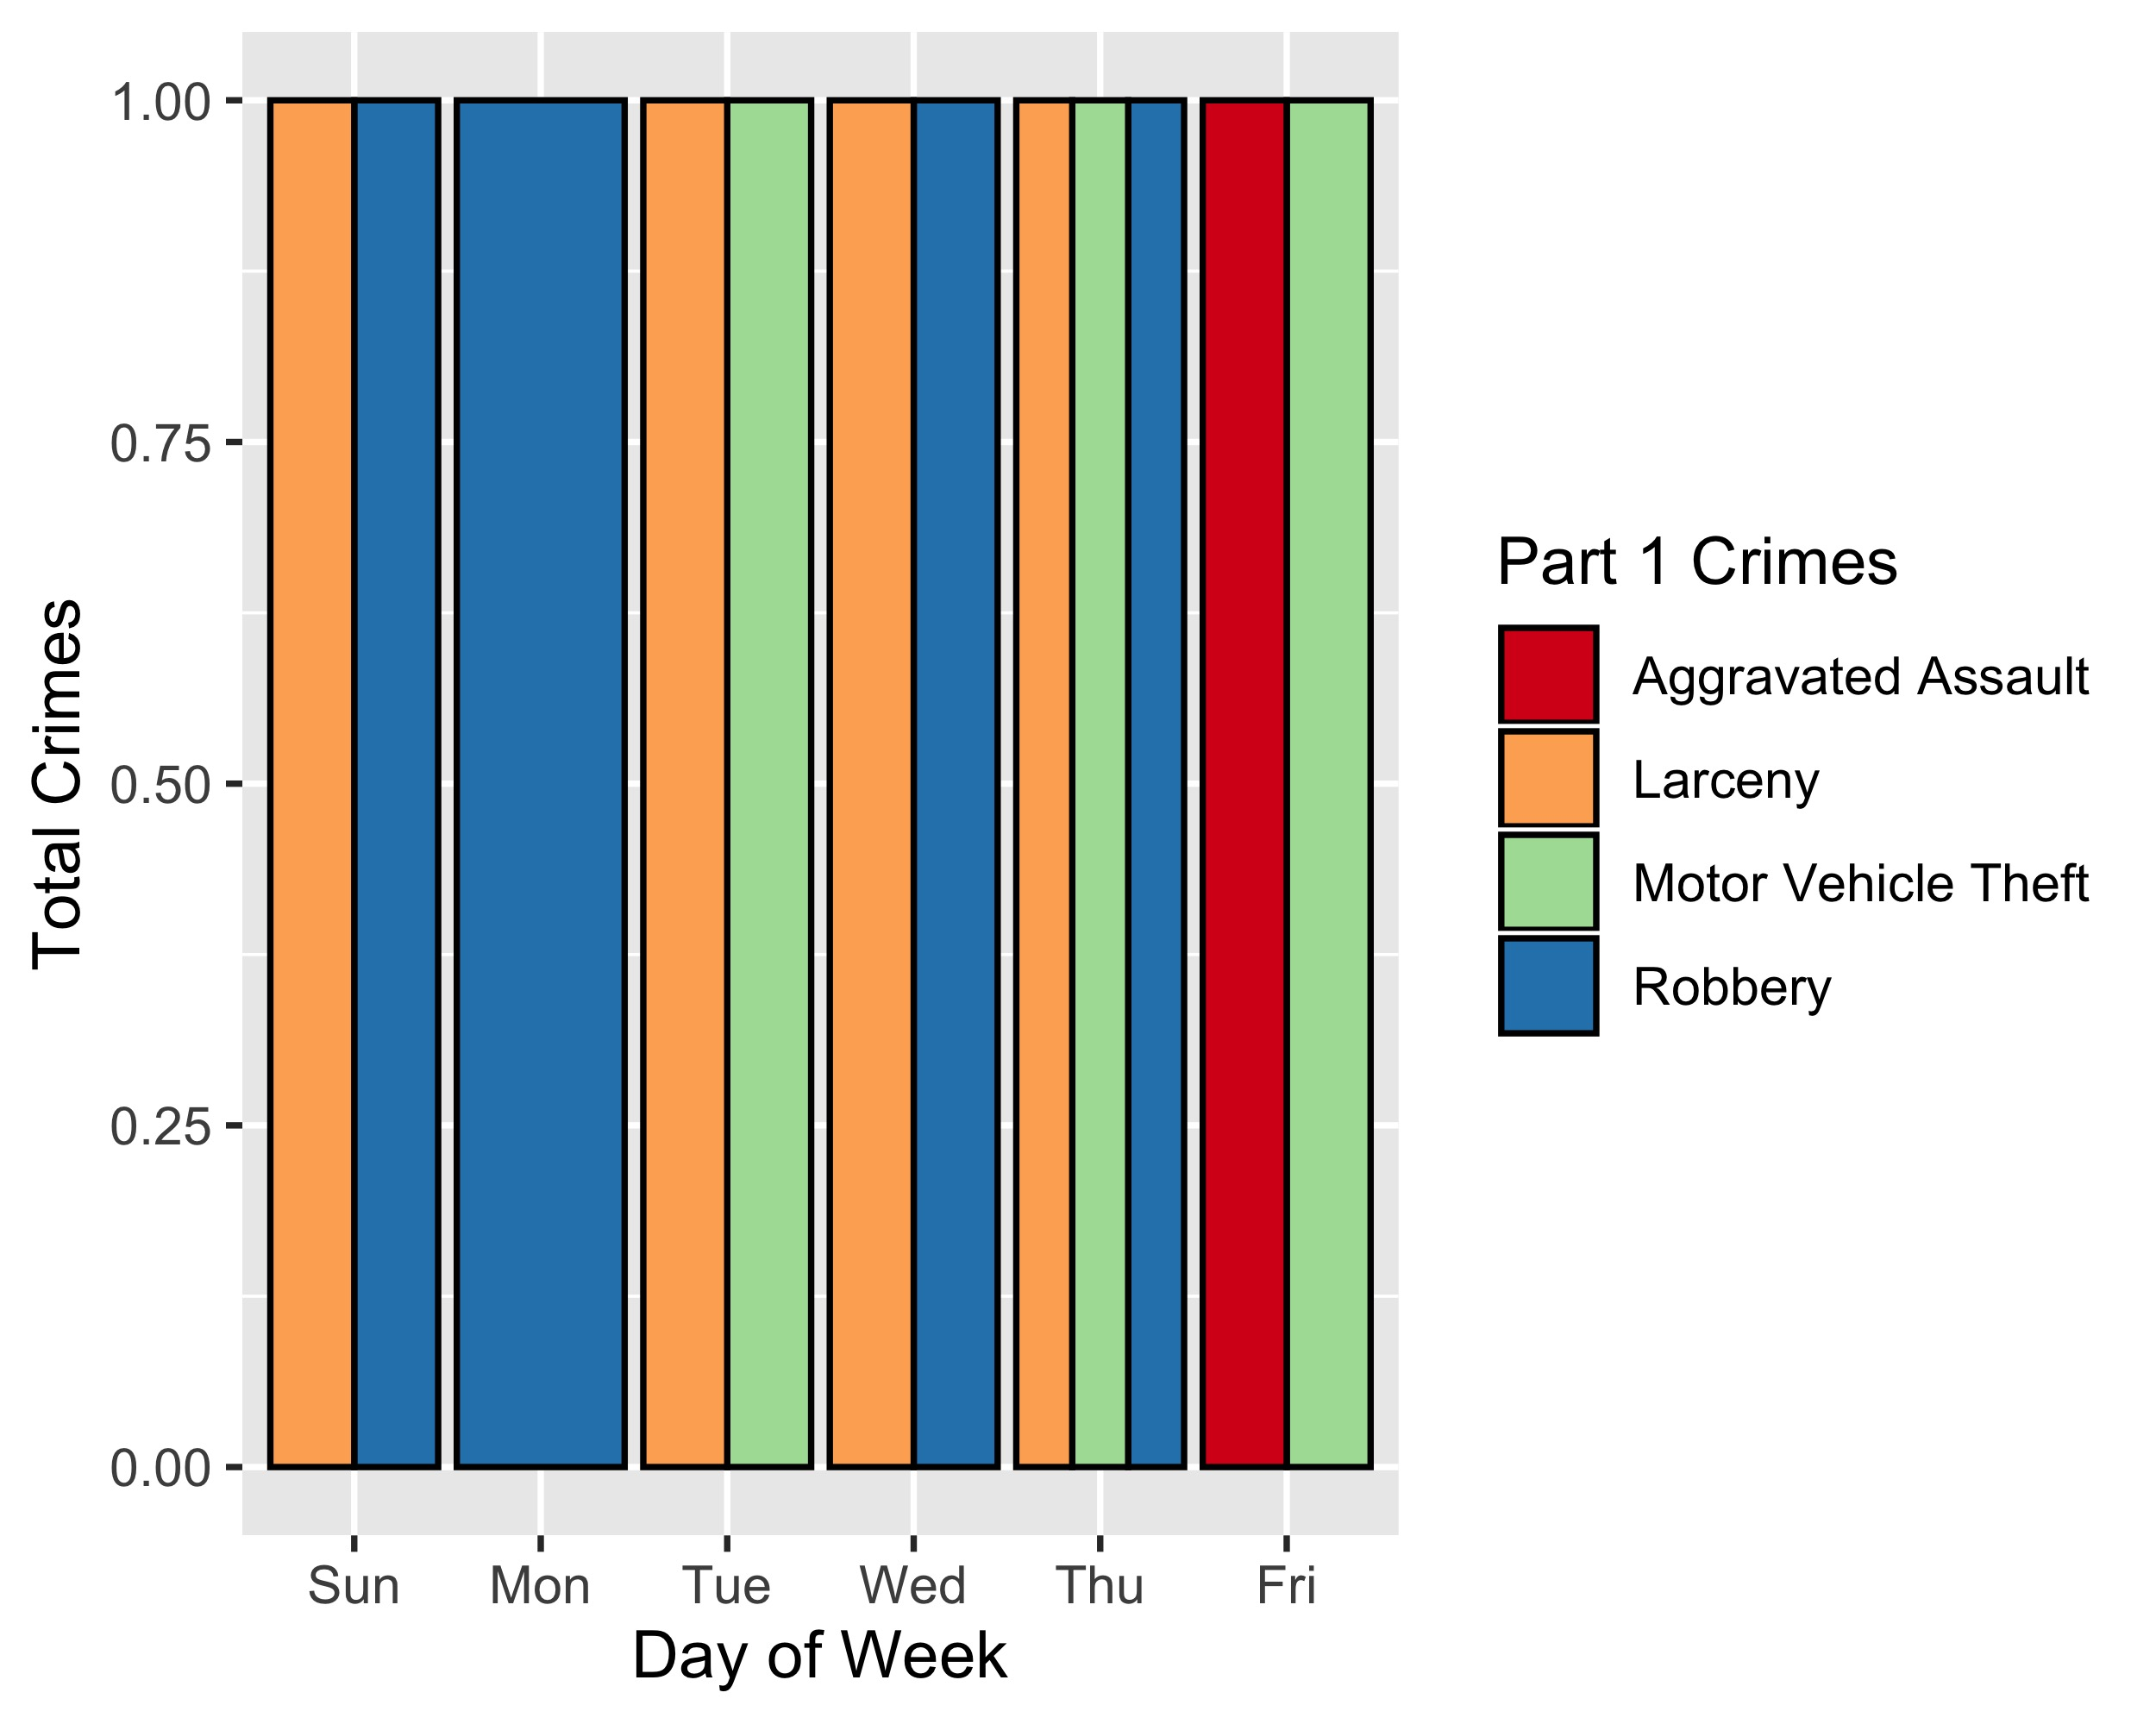 Total Crimes
1.00
0.75
0.50
0.25
0.00
Sun Mon Tue Wed Thu Fri
Day of Week
Part 1 Crimes
Aggravated Assault
Larceny
Motor Vehicle Theft
Robbery